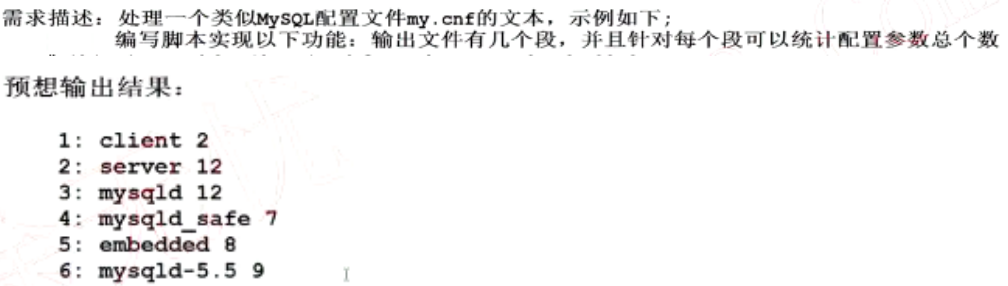 需求描述：处理一个类似MySQL配置文件my.cnf的文本，示例如下；
编写脚本实现以下功能：输出文件有几个段，并且针对每个段可以统计配置参数总个数
预想输出结果：
1: client 2
2: server 12
3: mysqld 12
4: mysqld_safe 7
5: embedded 8
6: mysqld-5.5 9